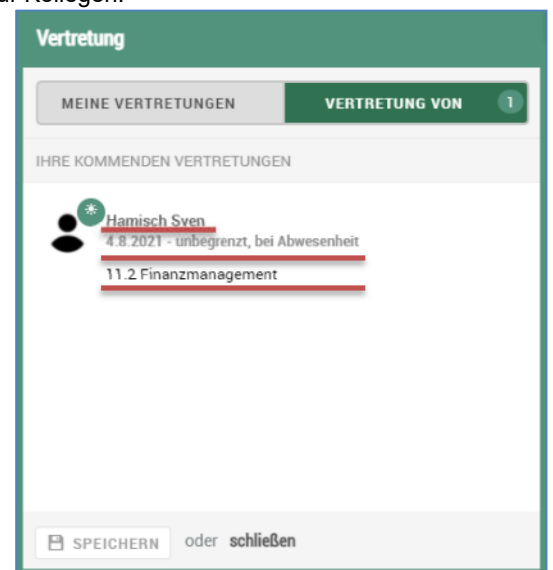 Kollegen.
Vertretung
MEINE VERTRETUNGEN
VERTRETUNG VON 1
IHRE KOMMENDEN VERTRETUNGEN
Hamisch Sven
4.8.2021 - unbegrenzt, bei Abwesenheit
11.2 Finanzmanagement
SPEICHERN oder schließen